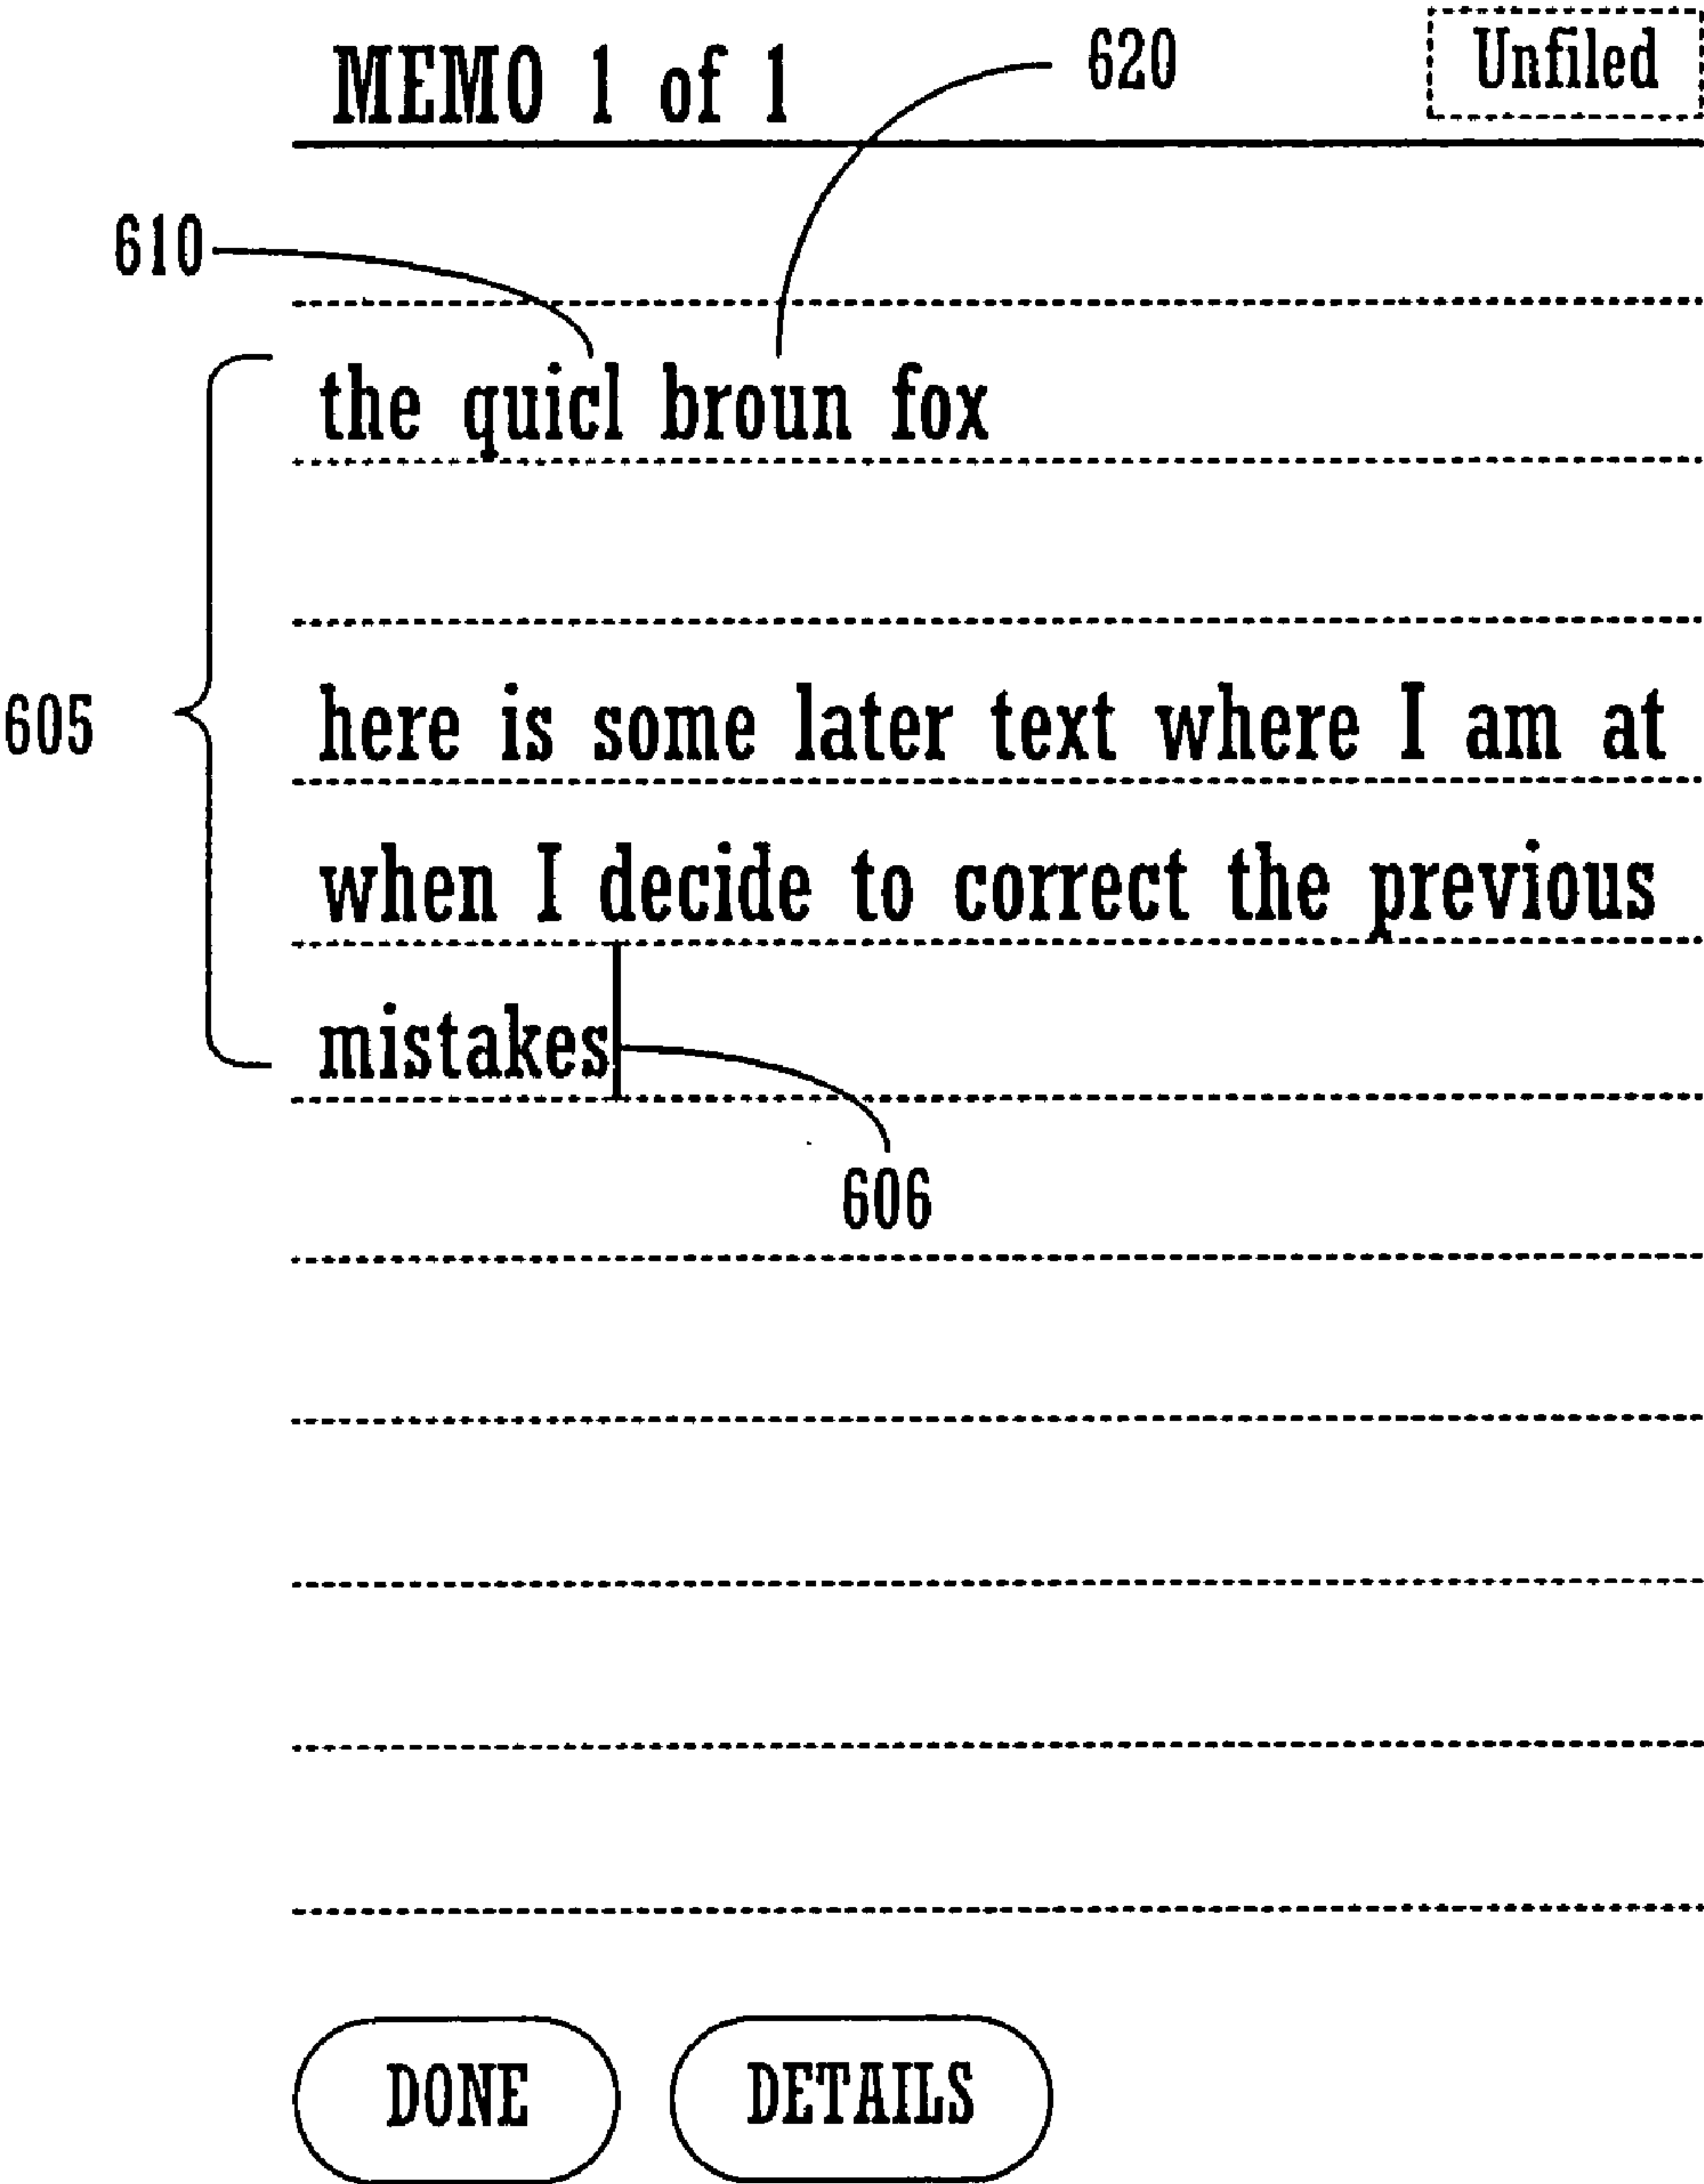 MEMO 1 of 1
620
Unfiled
610
the quicl broun fox
605
here is some later text where I am at
when I decide to correct the previous
mistakes
606
DONE
DETAILS